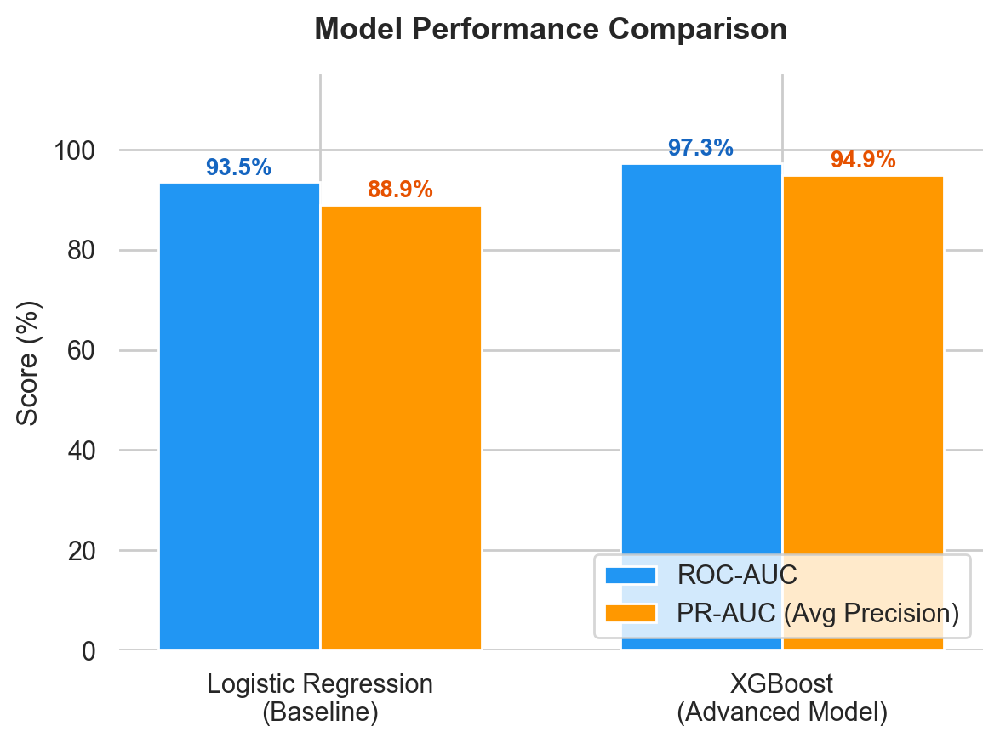 Model Performance Comparison
Score (%)
100
80
60
40
20
0
93.5%
88.9%
97.3%
94.9%
ROC-AUC
PR-AUC (Avg Precision)
Logistic Regression
(Baseline)
XGBoost
(Advanced Model)